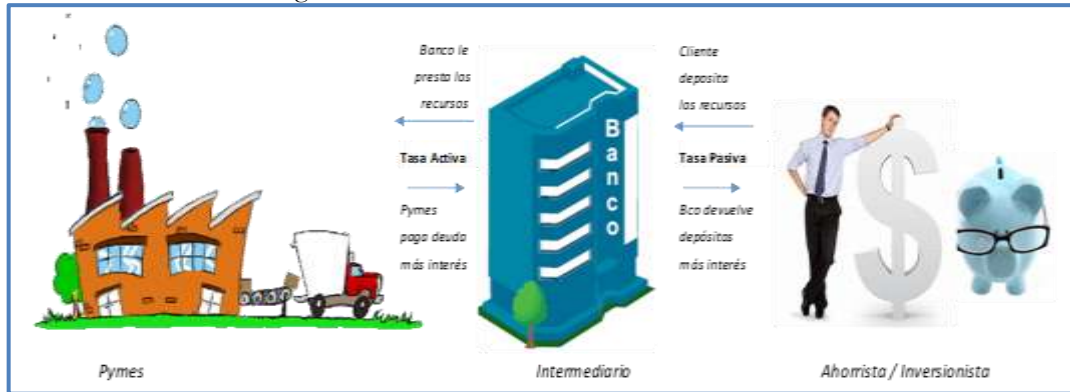 Banco le
presta los
recursos
Tasa Activa
Pymes
paga deuda
más interés
Banco
Cliente
deposita
los recursos
Tasa Pasiva
Bco devuelve
depósitos
más interés
$
Pymes
Intermediario
Ahorrista / Inversionista